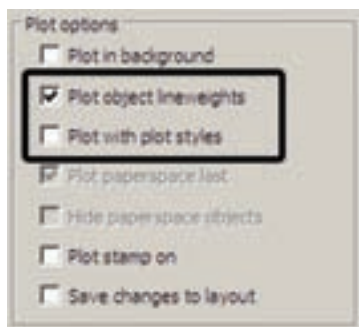 Plot options
Plot in background
Plot object lineweights
Plot with plot styles
Plot paperspace last
Hide paperspace objects
Plot stamp on
Save changes to layout